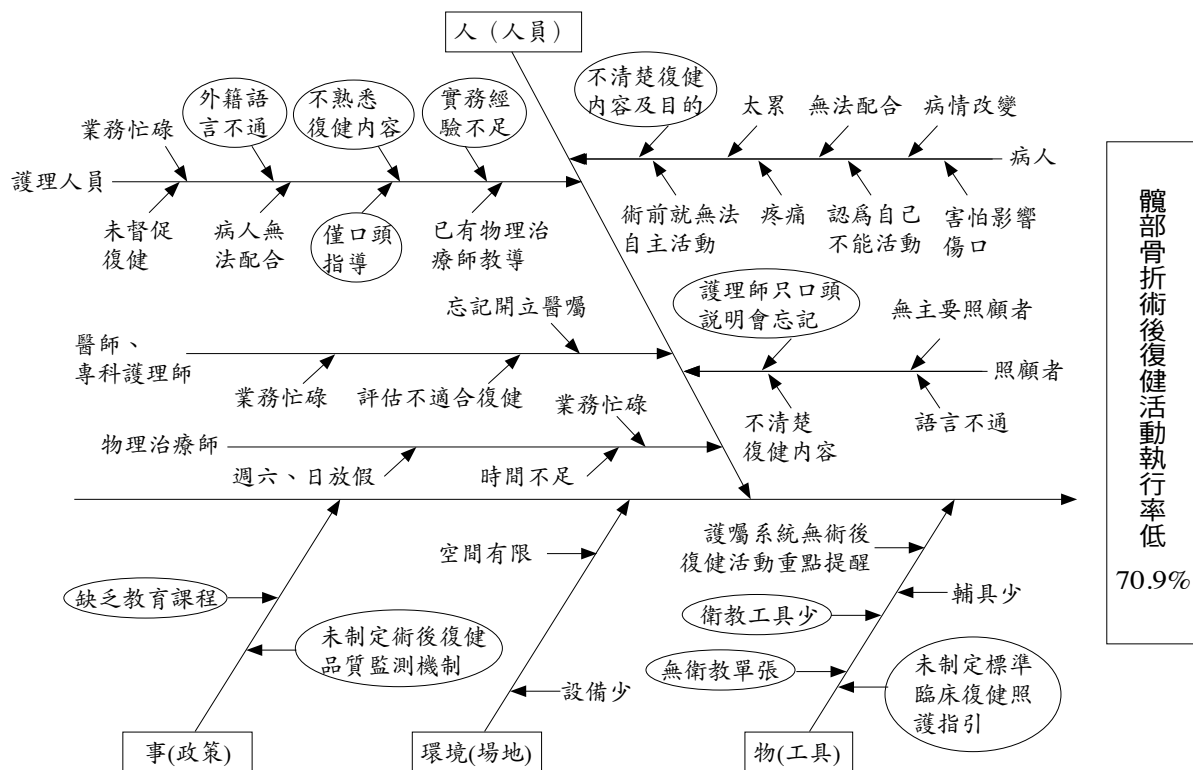 人（人員）
外籍語
言不通
不熟悉
復健內容
實務經
驗不足
業務忙碌
護理人員
未督促
復健
病人無
法配合
僅口頭
指導
已有物理治
療師教導
不清楚復健
內容及目的
太累
無法配合
病情改變
病人
術前就無法
自主活動
疼痛
認爲自己
不能活動
害怕影響
傷口
忘記開立醫囑
醫師、
專科護理師
業務忙碌
評估不適合復健
護理師只口頭
說明會忘記
無主要照顧者
照顧者
不清楚
復健內容
語言不通
業務忙碌
物理治療師
週六、日放假
時間不足
髖部骨折術後復健活動執行率低
70.9%
缺乏教育課程
未制定術後復健
品質監測機制
事(政策)
空間有限
設備少
環境(場地)
護囑系統無術後
復健活動重點提醒
輔具少
衛教工具少
無衛教單張
未制定標準
臨床復健照
護指引
物(工具)